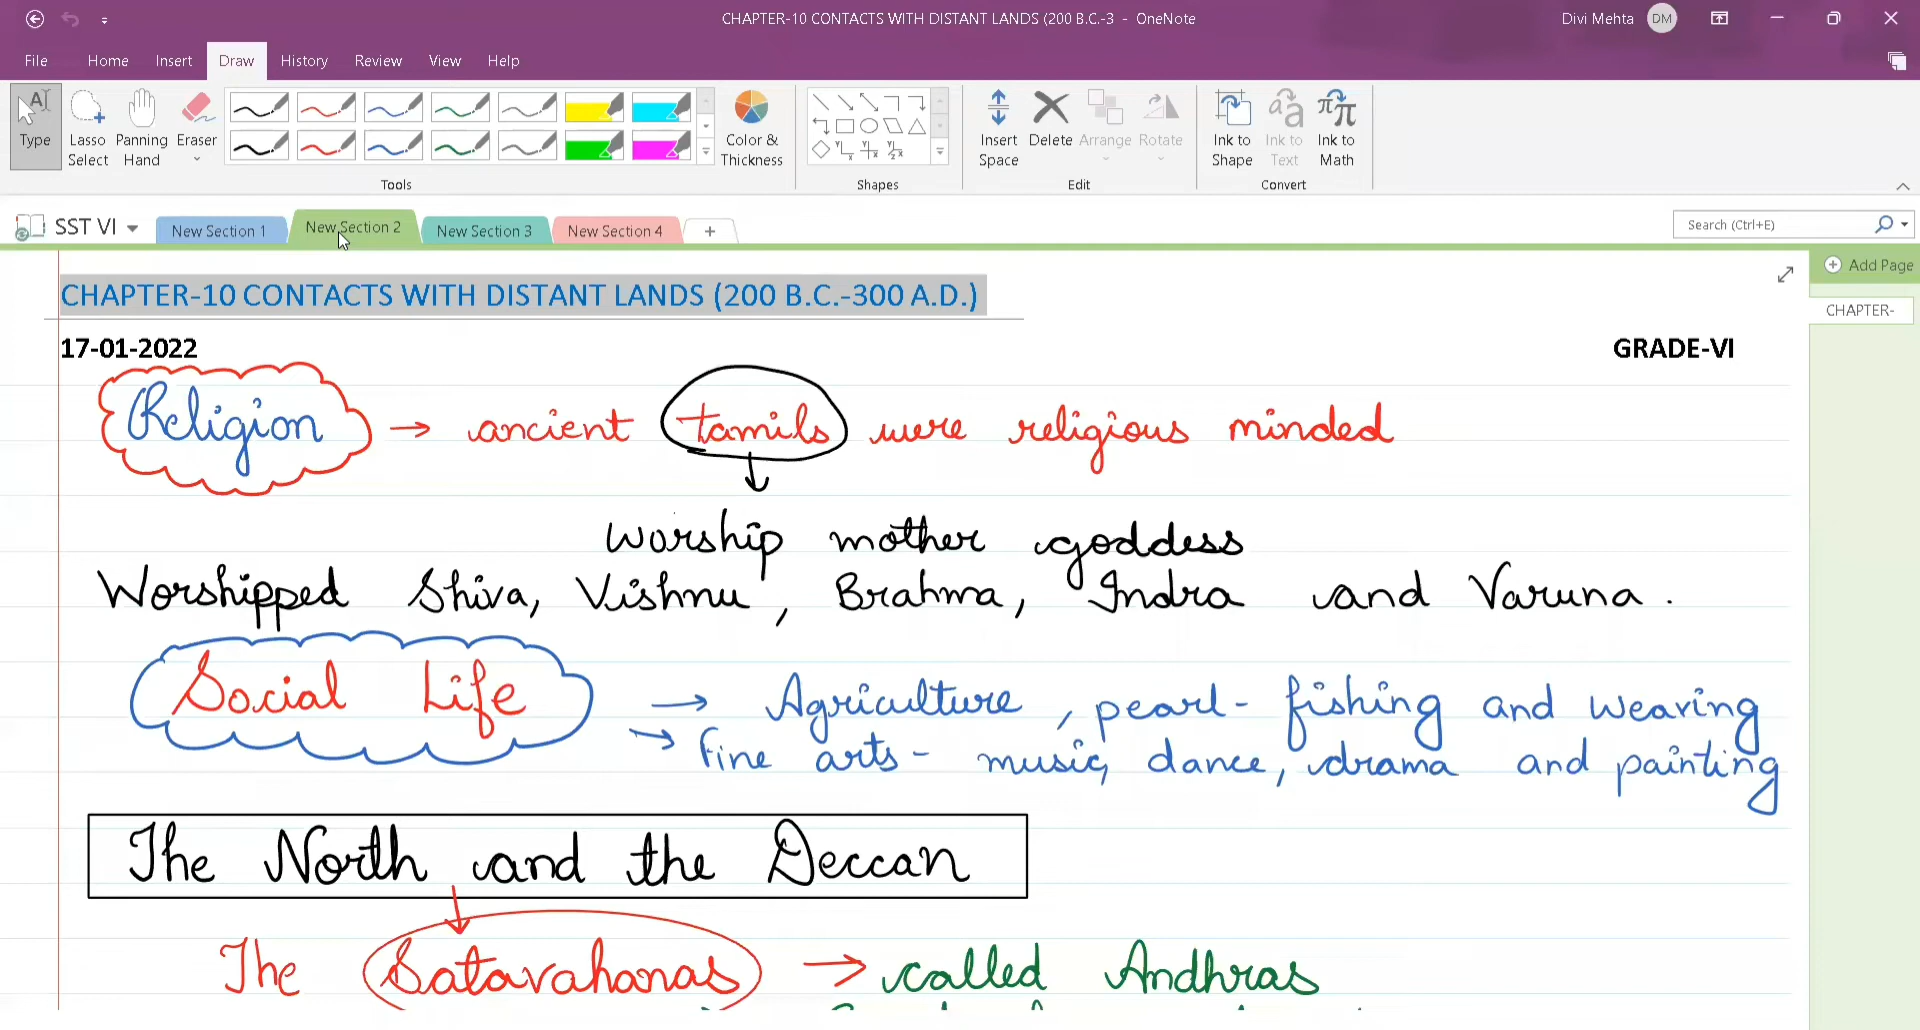 CHAPTER-10 CONTACTS WITH DISTANT LANDS (200 B.C.-3 - OneNote
Divi Mehta DM
File Home Insert Draw History Review View Help
Type Lasso Select Panning Hand Eraser Color & Thickness Insert Space Delete Arrange Rotate Ink to Shape Ink to Text Ink to Math
Tools Shapes Edit Convert
SST VI New Section 1 New Section 2 New Section 3 New Section 4 + Search (Ctrl+E)
Add Page
CHAPTER-10 CONTACTS WITH DISTANT LANDS (200 B.C.-300 A.D.)
CHAPTER-
17-01-2022 GRADE-VI
Religion → ancient tamils were religious minded
worship mother goddess
Worshipped Shiva, Vishnu, Brahma, Indra and Varuna.
Social Life → Agriculture, pearl-fishing and weaving
→ fine arts - music, dance, drama and painting
The North and the Deccan
The Satavahanas → called Andhras